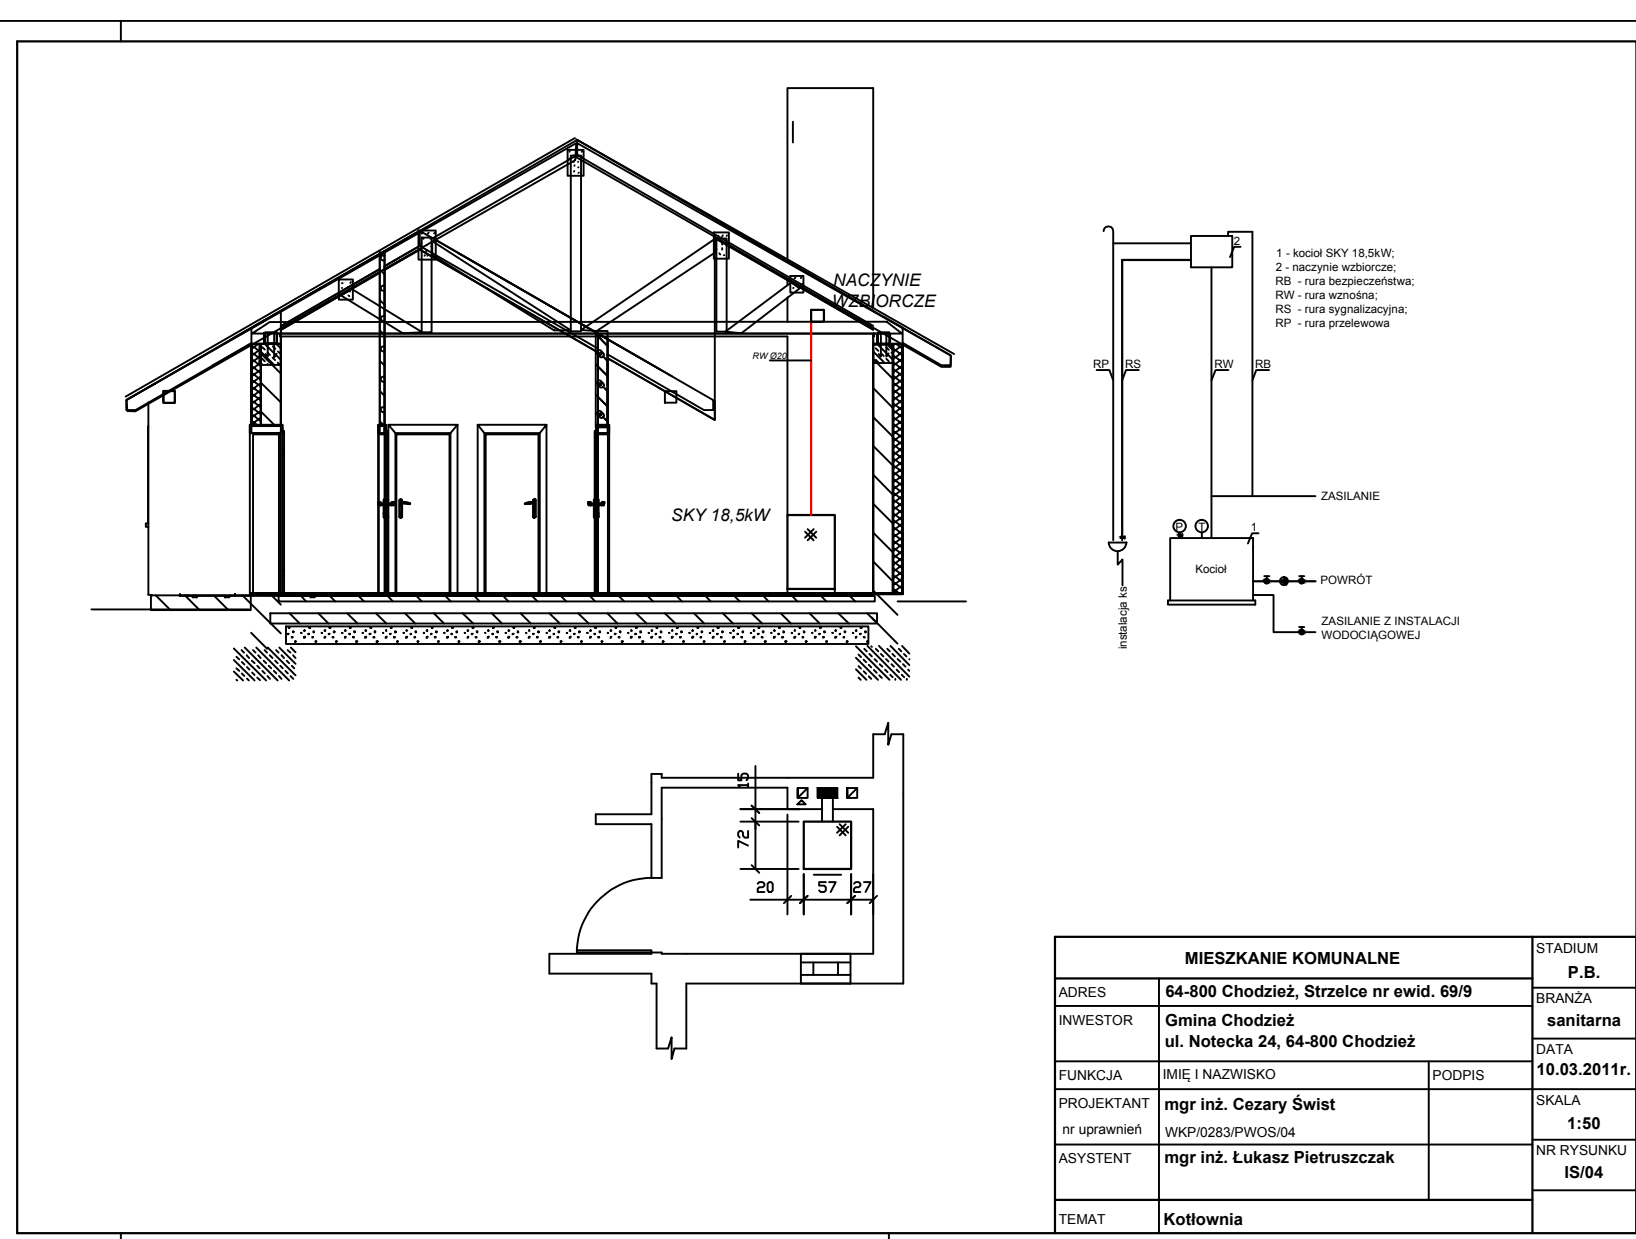 NACZYNIE
WZBIORCZE
RW Ø20
SKY 18,5kW
2
1 - kocioł SKY 18,5kW;
2 - naczynie wzbiorcze;
RB - rura bezpieczeństwa;
RW - rura wznośna;
RS - rura sygnalizacyjna;
RP - rura przelewowa
RP RS RW RB
ZASILANIE
P T 1
Kocioł
POWRÓT
instalacja ks
ZASILANIE Z INSTALACJI
WODOCIĄGOWEJ
15
72
20 57 27
MIESZKANIE KOMUNALNE
STADIUM
P.B.
ADRES 64-800 Chodzież, Strzelce nr ewid. 69/9
BRANŻA
sanitarna
INWESTOR Gmina Chodzież
ul. Notecka 24, 64-800 Chodzież
DATA
10.03.2011r.
FUNKCJA IMIĘ I NAZWISKO PODPIS
PROJEKTANT mgr inż. Cezary Świst
nr uprawnień WKP/0283/PWOS/04
SKALA
1:50
ASYSTENT mgr inż. Łukasz Pietruszczak
NR RYSUNKU
IS/04
TEMAT Kotłownia